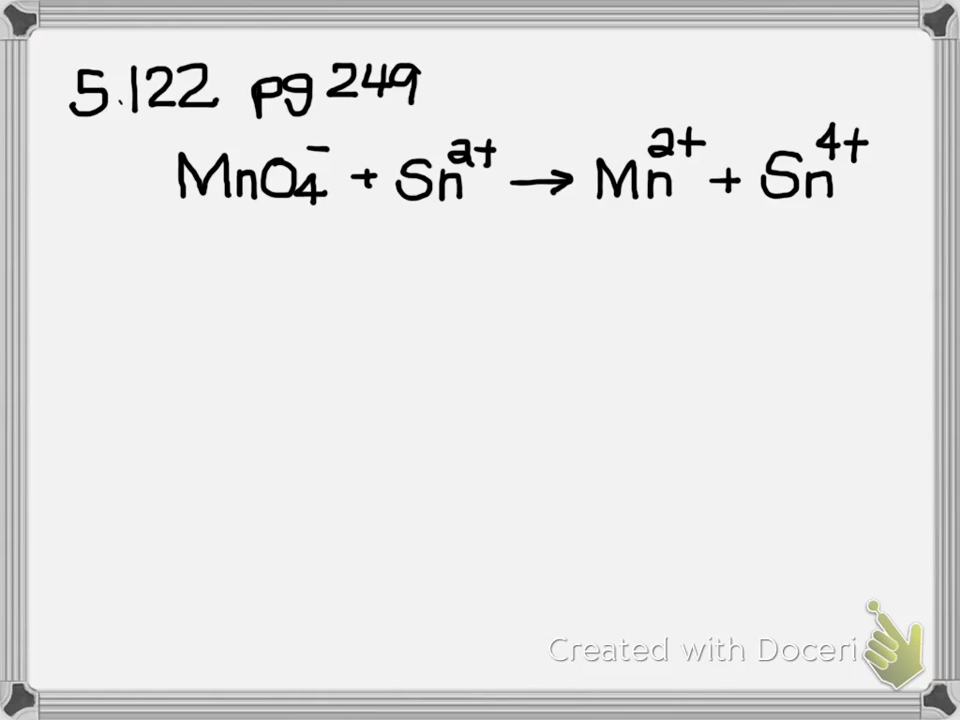 5.122 pg 249
MnO₄⁻ + Sn²⁺ → Mn²⁺ + Sn⁴⁺
Created with Doceri